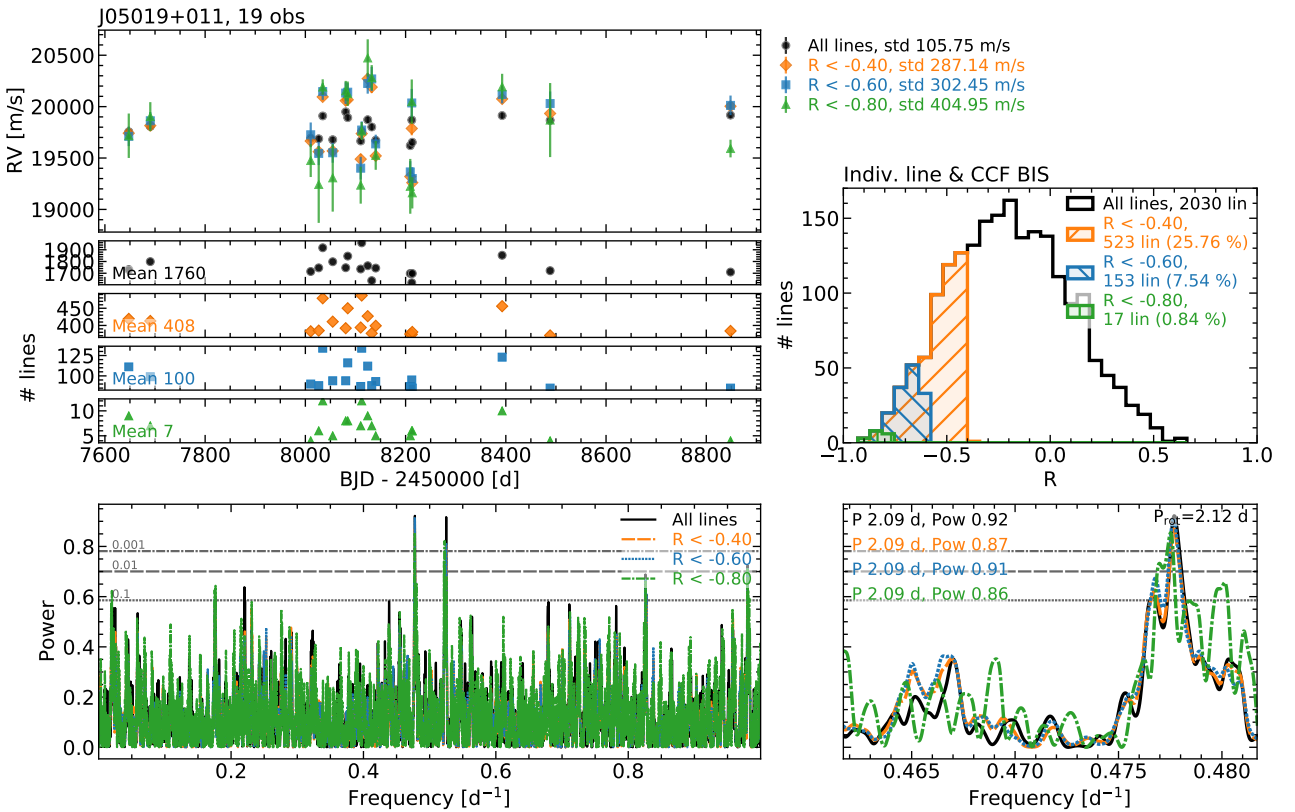 J05019+011, 19 obs
20500
20000
19500
19000
RV [m/s]
All lines, std 105.75 m/s
R < -0.40, std 287.14 m/s
R < -0.60, std 302.45 m/s
R < -0.80, std 404.95 m/s
1900
1800
1700
Mean 1760
450
400
Mean 408
125
100
Mean 100
10
5
Mean 7
# lines
7600 7800 8000 8200 8400 8600 8800
BJD - 2450000 [d]
Indiv. line & CCF BIS
150
100
50
0
# lines
All lines, 2030 lin
R < -0.40,
523 lin (25.76 %)
R < -0.60,
153 lin (7.54 %)
R < -0.80,
17 lin (0.84 %)
−1.0 −0.5 0.0 0.5 1.0
R
0.8
0.6
0.4
0.2
0.0
Power
0.001
0.01
0.1
All lines
R < -0.40
R < -0.60
R < -0.80
0.2 0.4 0.6 0.8
Frequency [d⁻¹]
P 2.09 d, Pow 0.92
P 2.09 d, Pow 0.87
P 2.09 d, Pow 0.91
P 2.09 d, Pow 0.86
P_rot=2.12 d
0.465 0.470 0.475 0.480
Frequency [d⁻¹]